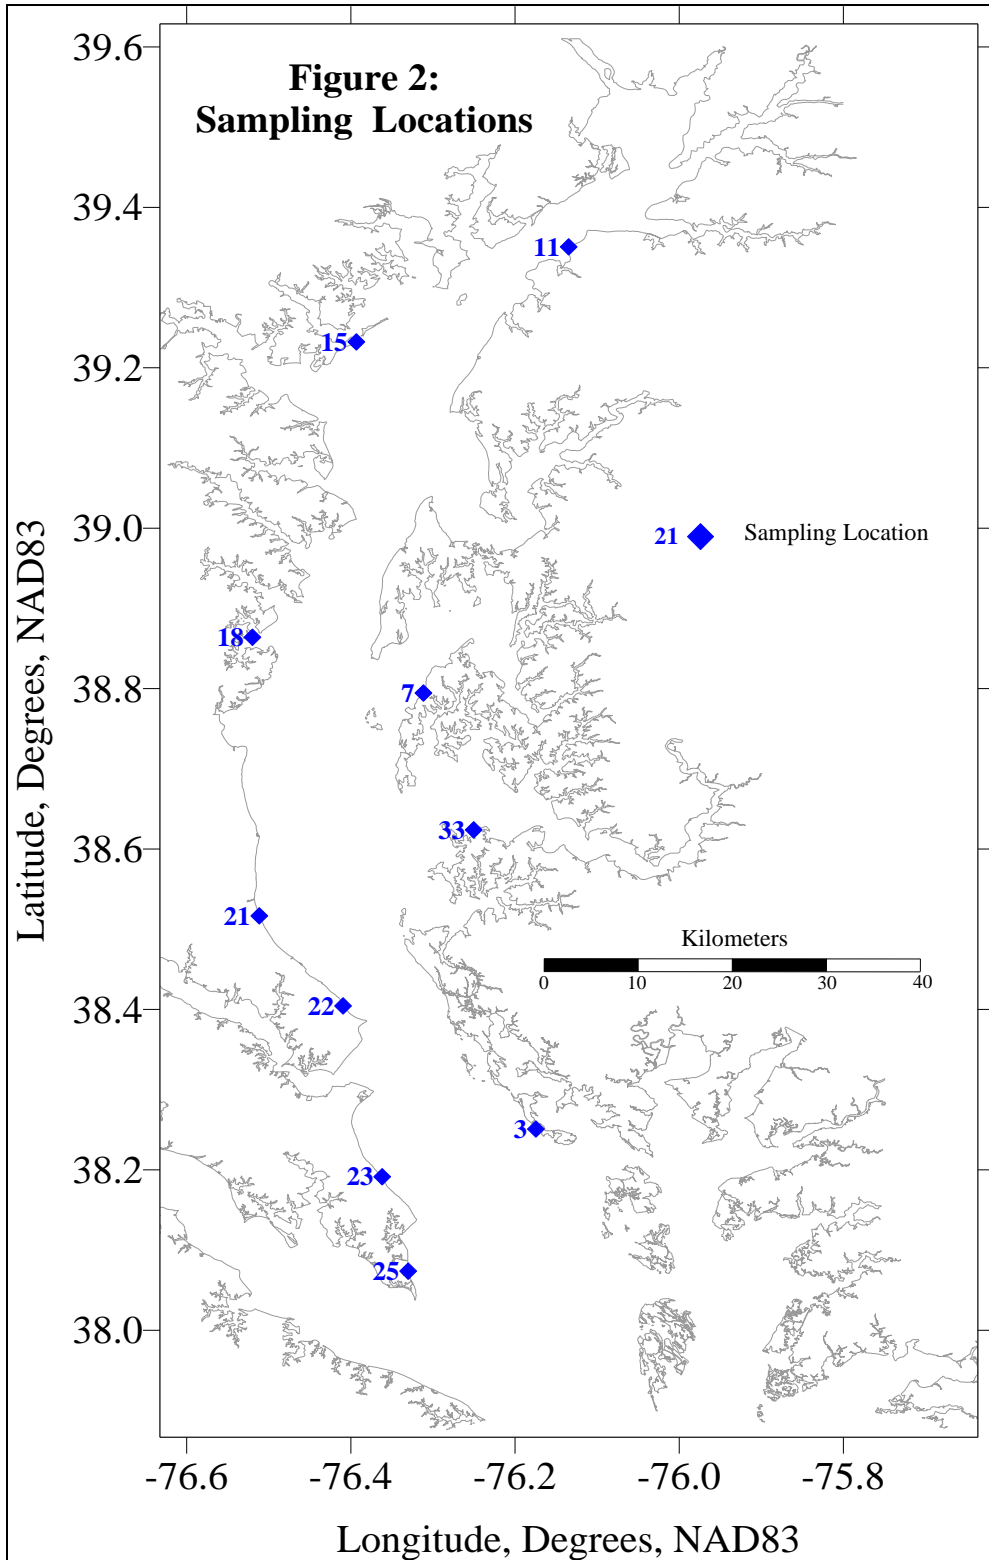 Figure 2:
Sampling Locations
39.6
39.4
39.2
39.0
38.8
38.6
38.4
38.2
38.0
Latitude, Degrees, NAD83
11
15
21 Sampling Location
18
7
33
21
Kilometers
0 10 20 30 40
22
3
23
25
-76.6 -76.4 -76.2 -76.0 -75.8
Longitude, Degrees, NAD83